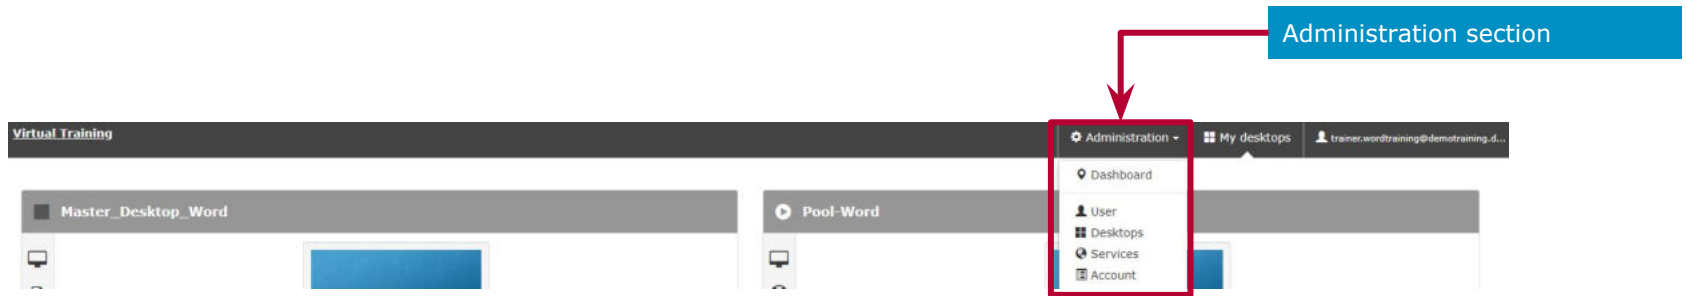 Administration section
Virtual Training
Administration
My desktops
trainer.wordtraining@demotraining.d...
Dashboard
Master_Desktop_Word
Pool-Word
User
Desktops
Services
Account